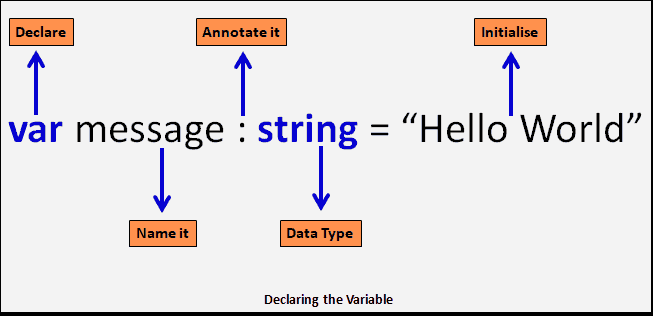 Declare Annotate it Initialise
var message : string = “Hello World”
Name it Data Type
Declaring the Variable